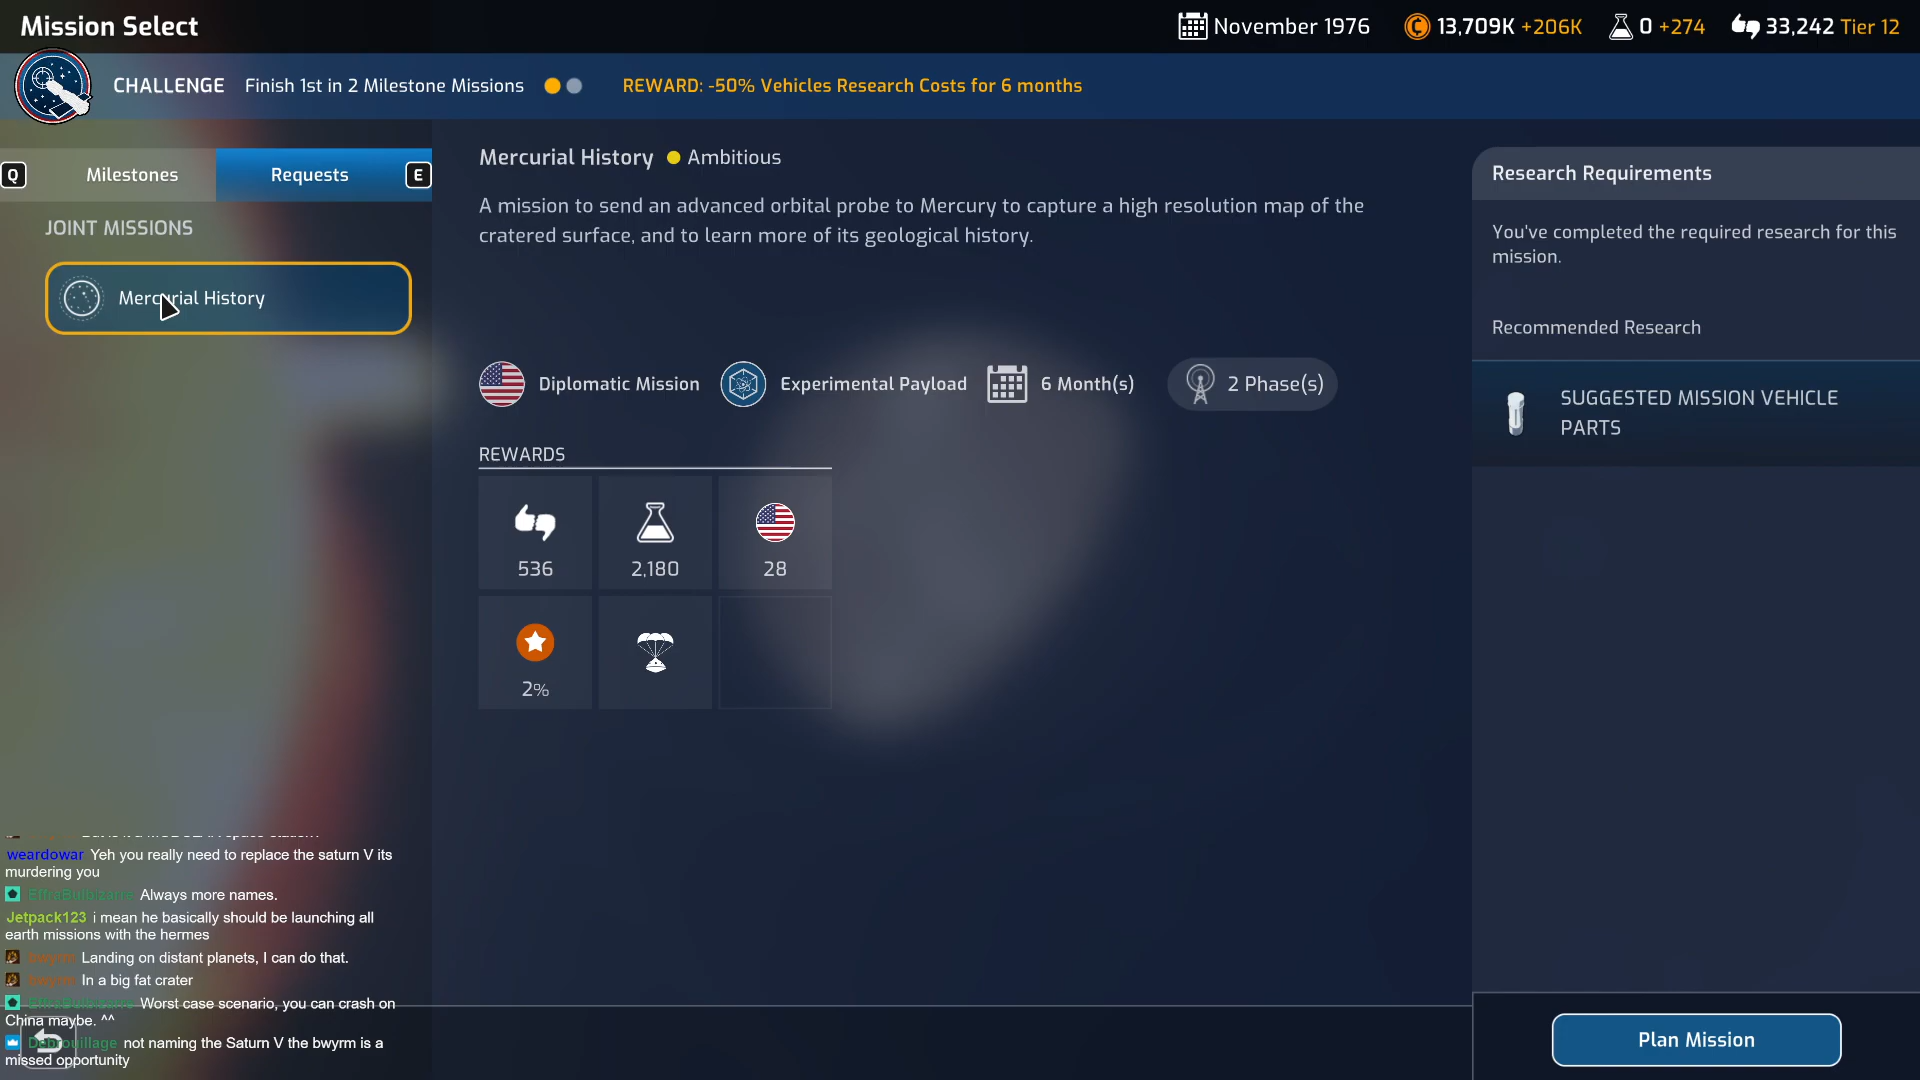 Mission Select
November 1976
13,709K +206K
0 +274
33,242 Tier 12
CHALLENGE Finish 1st in 2 Milestone Missions
REWARD: -50% Vehicles Research Costs for 6 months
Q Milestones
Requests E
JOINT MISSIONS
Mercurial History
Mercurial History Ambitious
A mission to send an advanced orbital probe to Mercury to capture a high resolution map of the
cratered surface, and to learn more of its geological history.
Diplomatic Mission
Experimental Payload
6 Month(s)
2 Phase(s)
REWARDS
536
2,180
28
2%
Research Requirements
You've completed the required research for this
mission.
Recommended Research
SUGGESTED MISSION VEHICLE
PARTS
Plan Mission
weardowar Yeh you really need to replace the saturn V its
murdering you
Always more names.
Jetpack123 i mean he basically should be launching all
earth missions with the hermes
bwyrm Landing on distant planets, I can do that.
bwyrm In a big fat crater
Worst case scenario, you can crash on
China maybe. ^^
Debrouillage not naming the Saturn V the bwyrm is a
missed opportunity